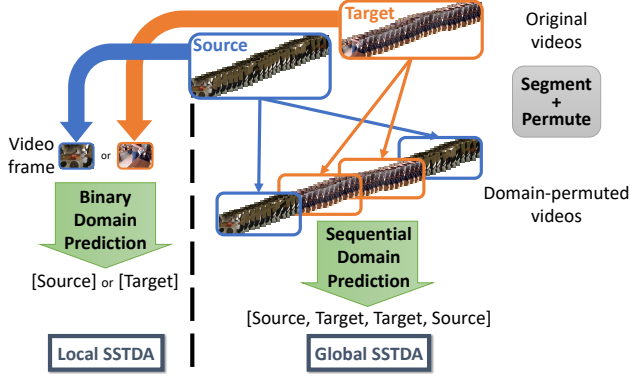 Target
Source
Original
videos
Segment
+
Permute
Video
frame
or
Domain-permuted
videos
Binary
Domain
Prediction
Sequential
Domain
Prediction
[Source] or [Target]
[Source, Target, Target, Source]
Local SSTDA
Global SSTDA